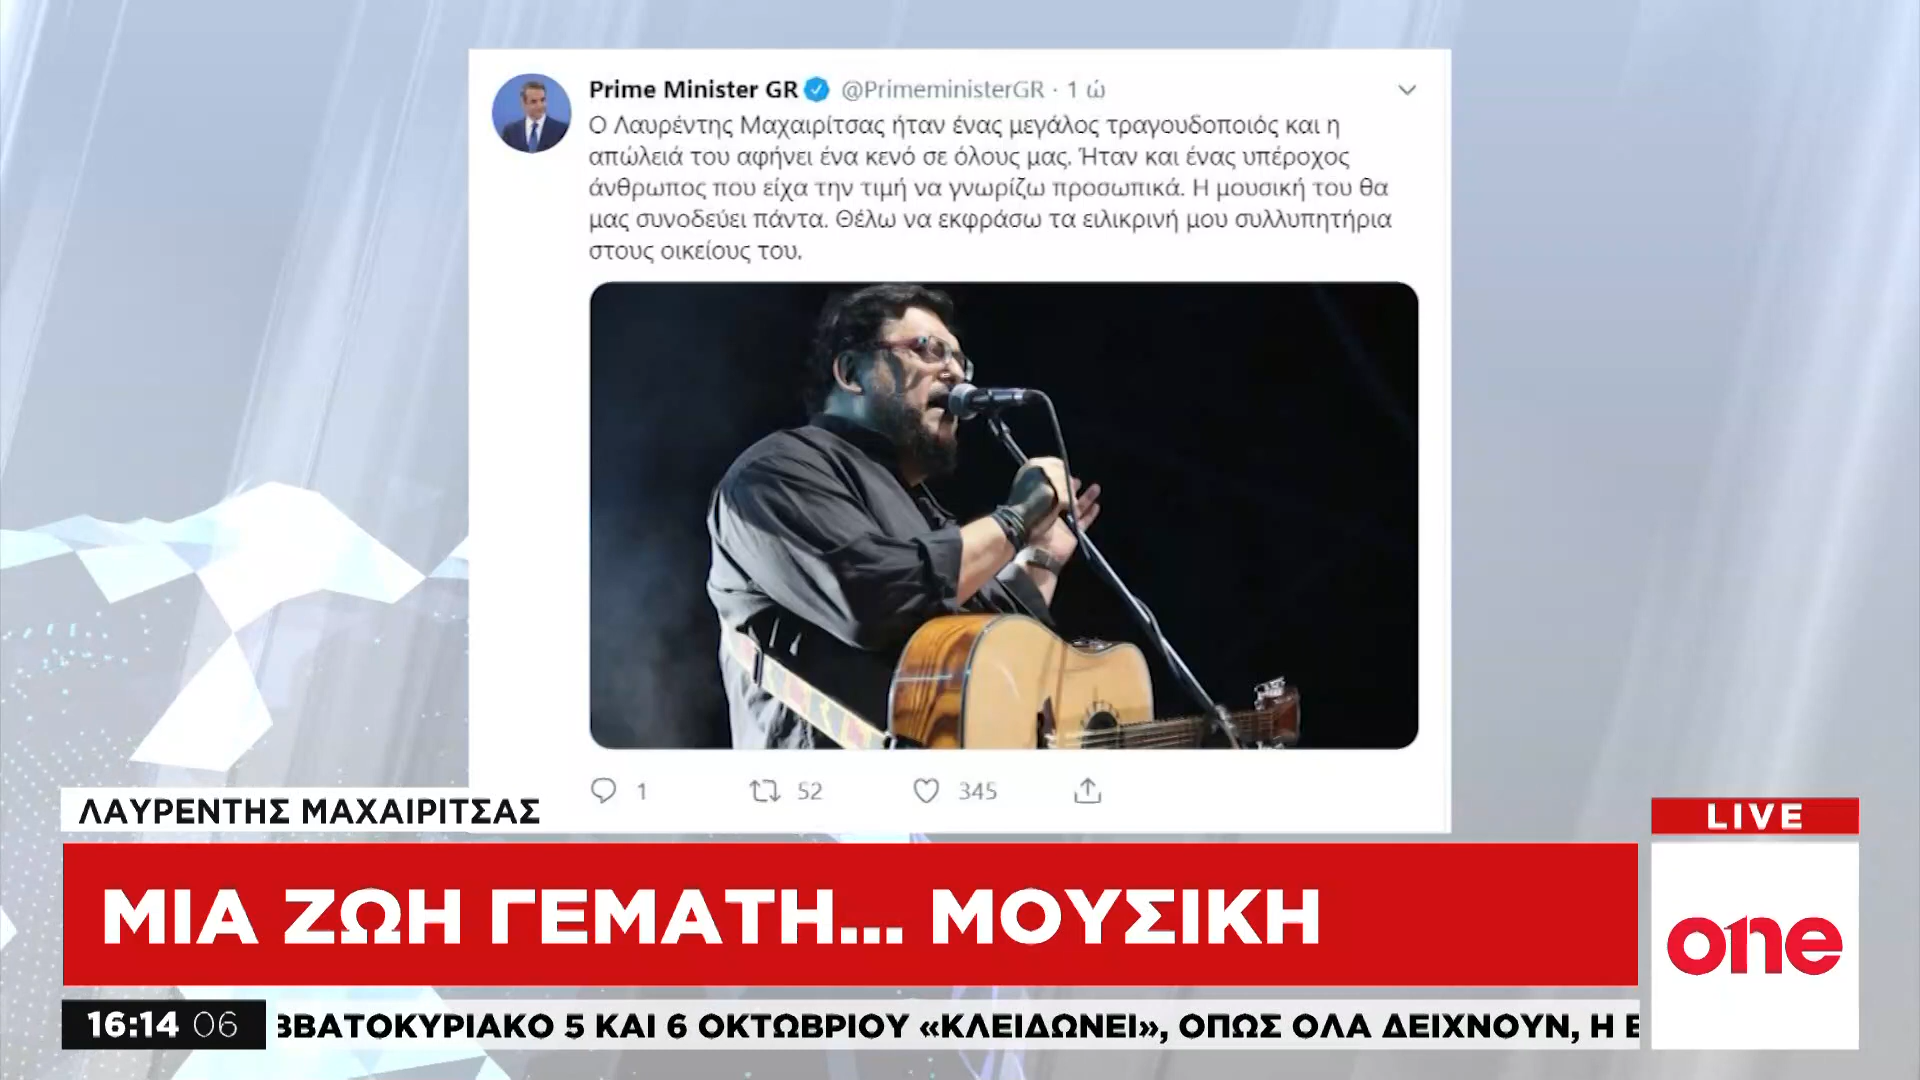 Prime Minister GR @PrimeministerGR · 1 ώ
Ο Λαυρέντης Μαχαιρίτσας ήταν ένας μεγάλος τραγουδοποιός και η
απώλειά του αφήνει ένα κενό σε όλους μας. Ήταν και ένας υπέροχος
άνθρωπος που είχα την τιμή να γνωρίζω προσωπικά. Η μουσική του θα
μας συνοδεύει πάντα. Θέλω να εκφράσω τα ειλικρινή μου συλλυπητήρια
στους οικείους του.
1 52 345
ΛΑΥΡΕΝΤΗΣ ΜΑΧΑΙΡΙΤΣΑΣ
LIVE
ΜΙΑ ΖΩΗ ΓΕΜΑΤΗ... ΜΟΥΣΙΚΗ
one
16:14 06
ΒΒΑΤΟΚΥΡΙΑΚΟ 5 ΚΑΙ 6 ΟΚΤΩΒΡΙΟΥ «ΚΛΕΙΔΩΝΕΙ», ΟΠΩΣ ΟΛΑ ΔΕΙΧΝΟΥΝ, Η